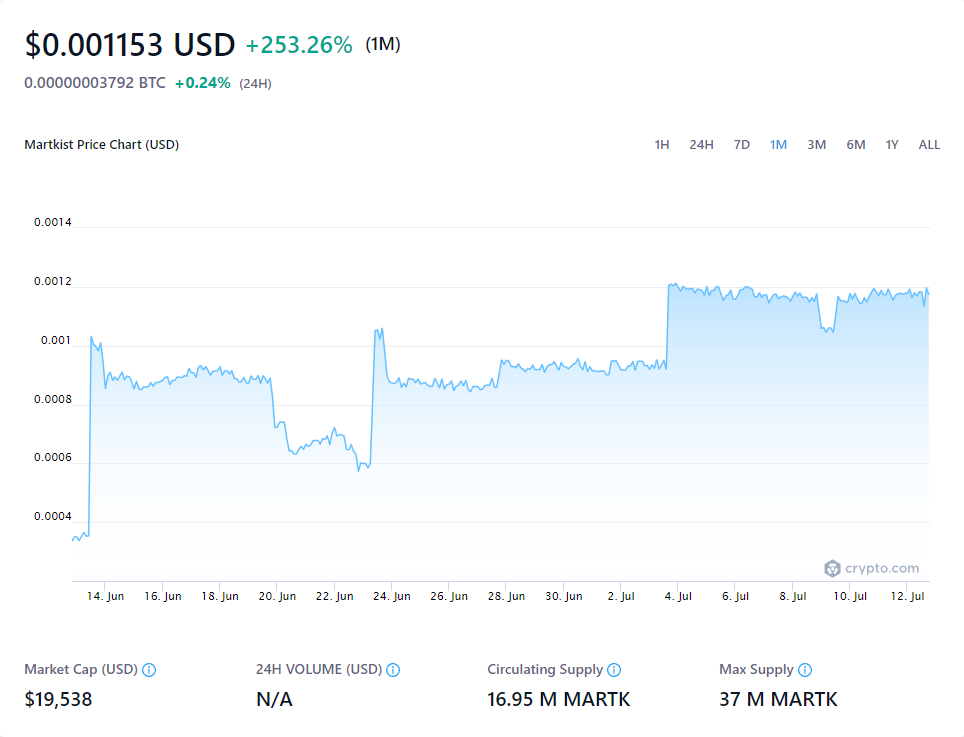 $0.001153 USD +253.26% (1M)
0.00000003792 BTC +0.24% (24H)
Martkist Price Chart (USD) 1H 24H 7D 1M 3M 6M 1Y ALL
0.0014
0.0012
0.001
0.0008
0.0006
0.0004
crypto.com
14. Jun 16. Jun 18. Jun 20. Jun 22. Jun 24. Jun 26. Jun 28. Jun 30. Jun 2. Jul 4. Jul 6. Jul 8. Jul 10. Jul 12. Jul
Market Cap (USD) 24H VOLUME (USD) Circulating Supply Max Supply
$19,538 N/A 16.95 M MARTK 37 M MARTK